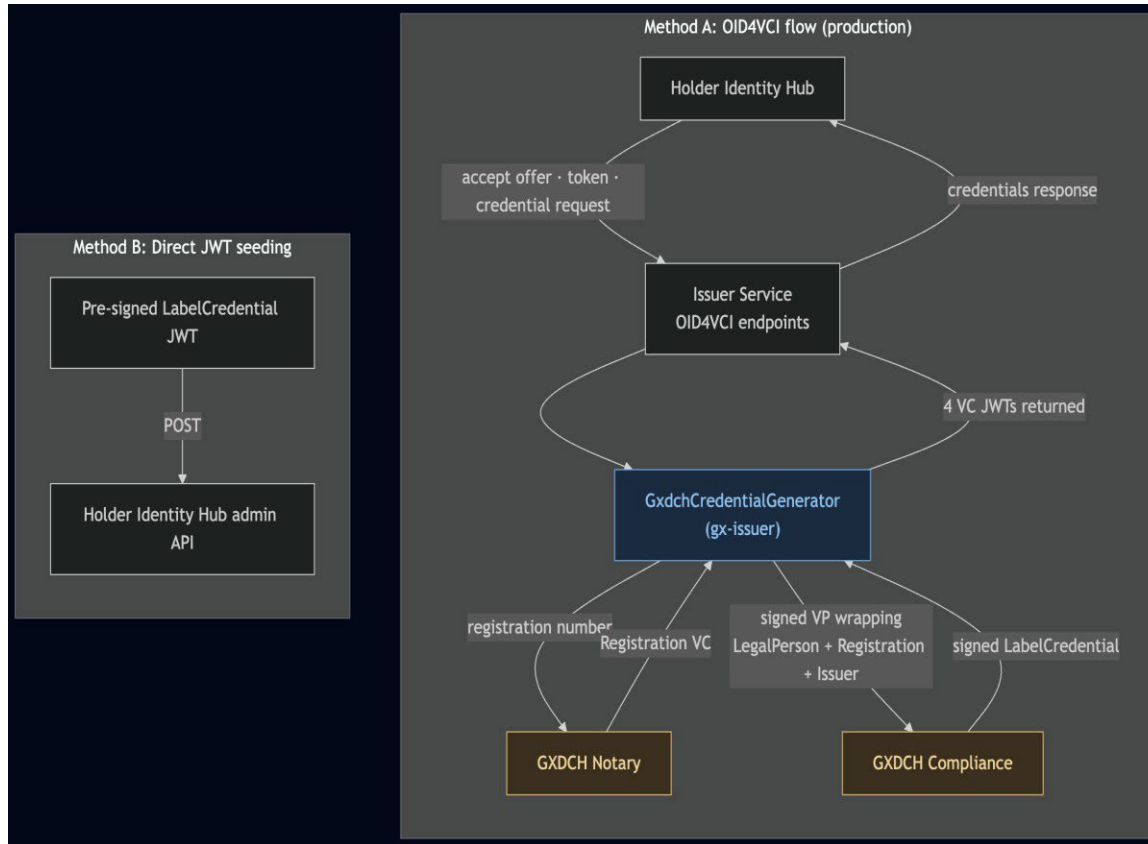 Method A: OID4VCI flow (production)
Holder Identity Hub
accept offer · token ·
credential request
credentials response
Issuer Service
OID4VCI endpoints
4 VC JWTs returned
GxdchCredentialGenerator
(gx-issuer)
registration number
Registration VC
signed VP wrapping
LegalPerson + Registration
+ Issuer
signed LabelCredential
GXDCH Notary
GXDCH Compliance
Method B: Direct JWT seeding
Pre-signed LabelCredential
JWT
POST
Holder Identity Hub admin
API